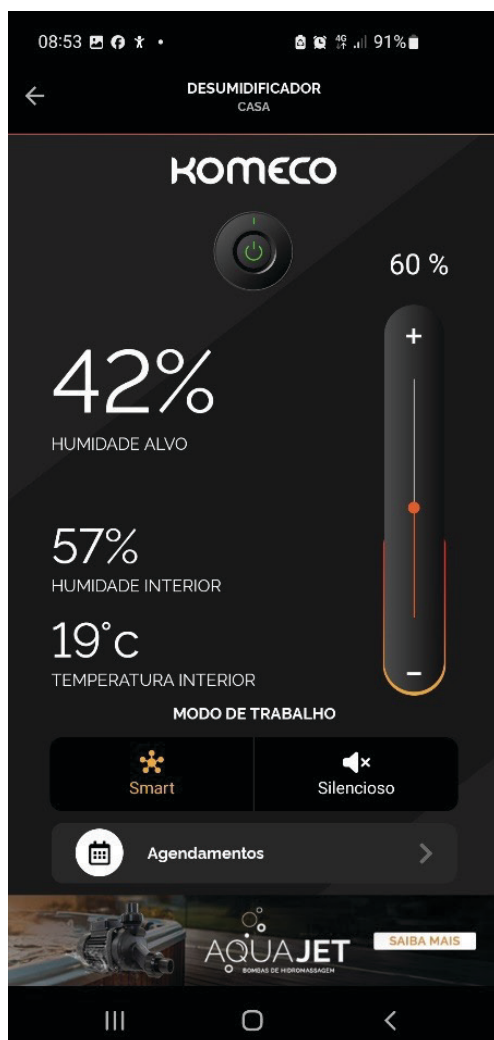 08:53
4G
91%
DESUMIDIFICADOR
CASA
KOMECO
60 %
+
42%
HUMIDADE ALVO
57%
HUMIDADE INTERIOR
19°c
TEMPERATURA INTERIOR
−
MODO DE TRABALHO
Smart
Silencioso
Agendamentos
AQUAJET
BOMBAS DE HIDROMASSAGEM
SAIBA MAIS